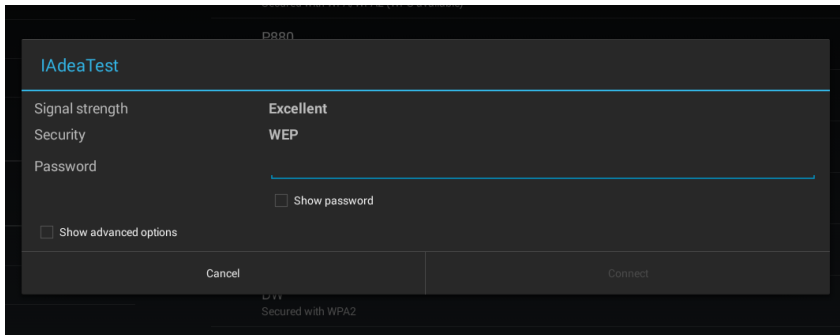 P880
IAdeaTest
Signal strength Excellent
Security WEP
Password
Show password
Show advanced options
Cancel Connect
Secured with WPA2